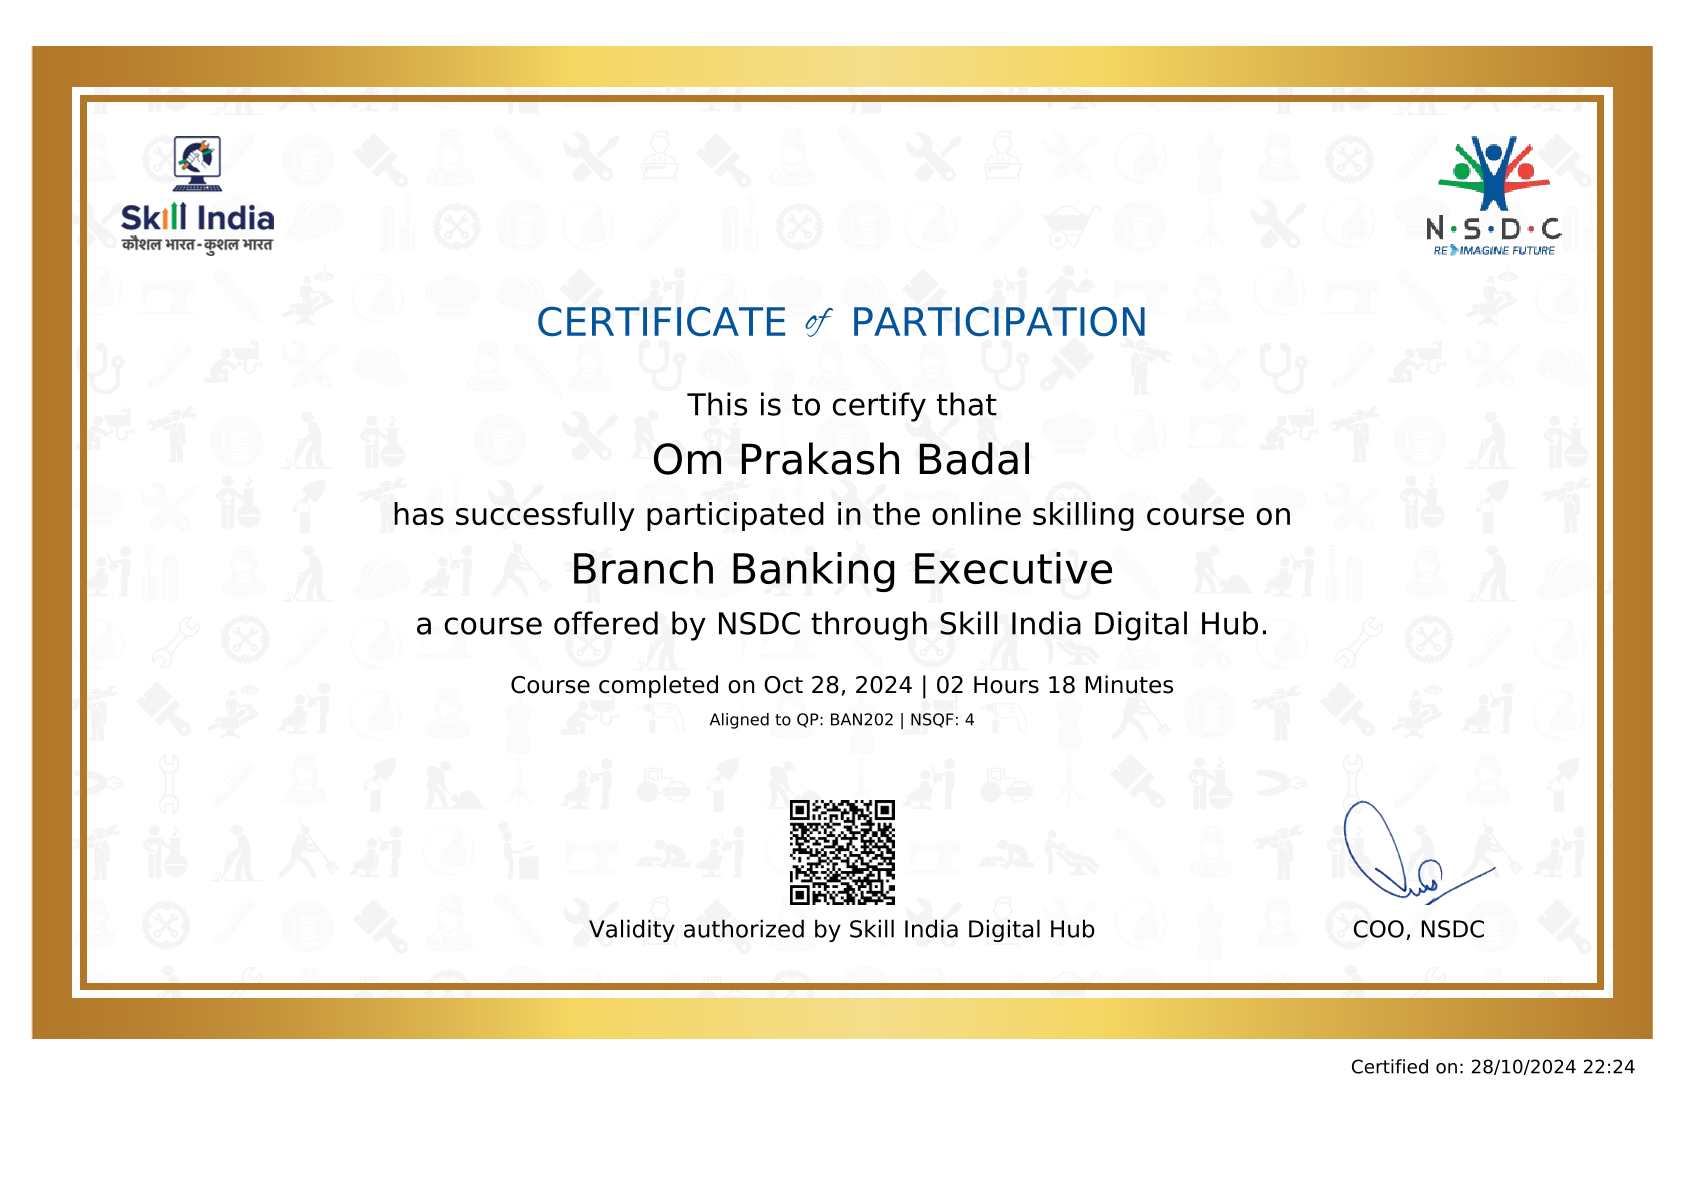 Skill India
कौशल भारत-कुशल भारत
N·S·D·C
RE IMAGINE FUTURE
CERTIFICATE of PARTICIPATION
This is to certify that
Om Prakash Badal
has successfully participated in the online skilling course on
Branch Banking Executive
a course offered by NSDC through Skill India Digital Hub.
Course completed on Oct 28, 2024 | 02 Hours 18 Minutes
Aligned to QP: BAN202 | NSQF: 4
Validity authorized by Skill India Digital Hub
COO, NSDC
Certified on: 28/10/2024 22:24